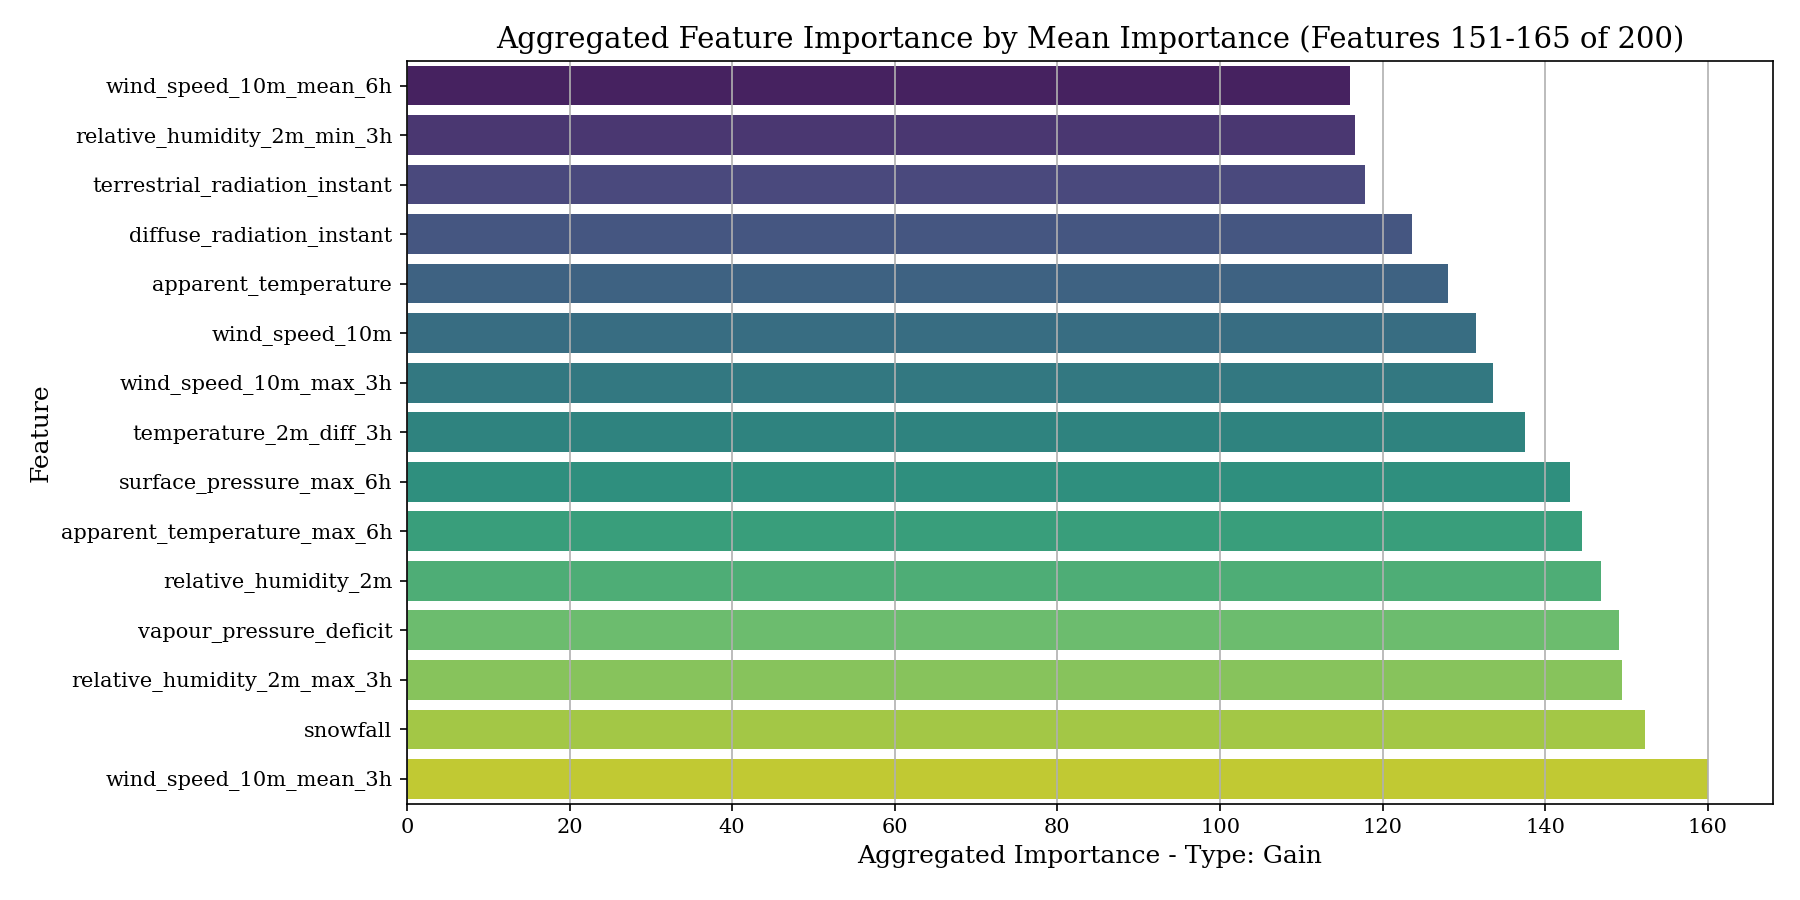 Aggregated Feature Importance by Mean Importance (Features 151-165 of 200)
wind_speed_10m_mean_6h
relative_humidity_2m_min_3h
terrestrial_radiation_instant
diffuse_radiation_instant
apparent_temperature
wind_speed_10m
wind_speed_10m_max_3h
temperature_2m_diff_3h
surface_pressure_max_6h
apparent_temperature_max_6h
relative_humidity_2m
vapour_pressure_deficit
relative_humidity_2m_max_3h
snowfall
wind_speed_10m_mean_3h
Feature
0 20 40 60 80 100 120 140 160
Aggregated Importance - Type: Gain